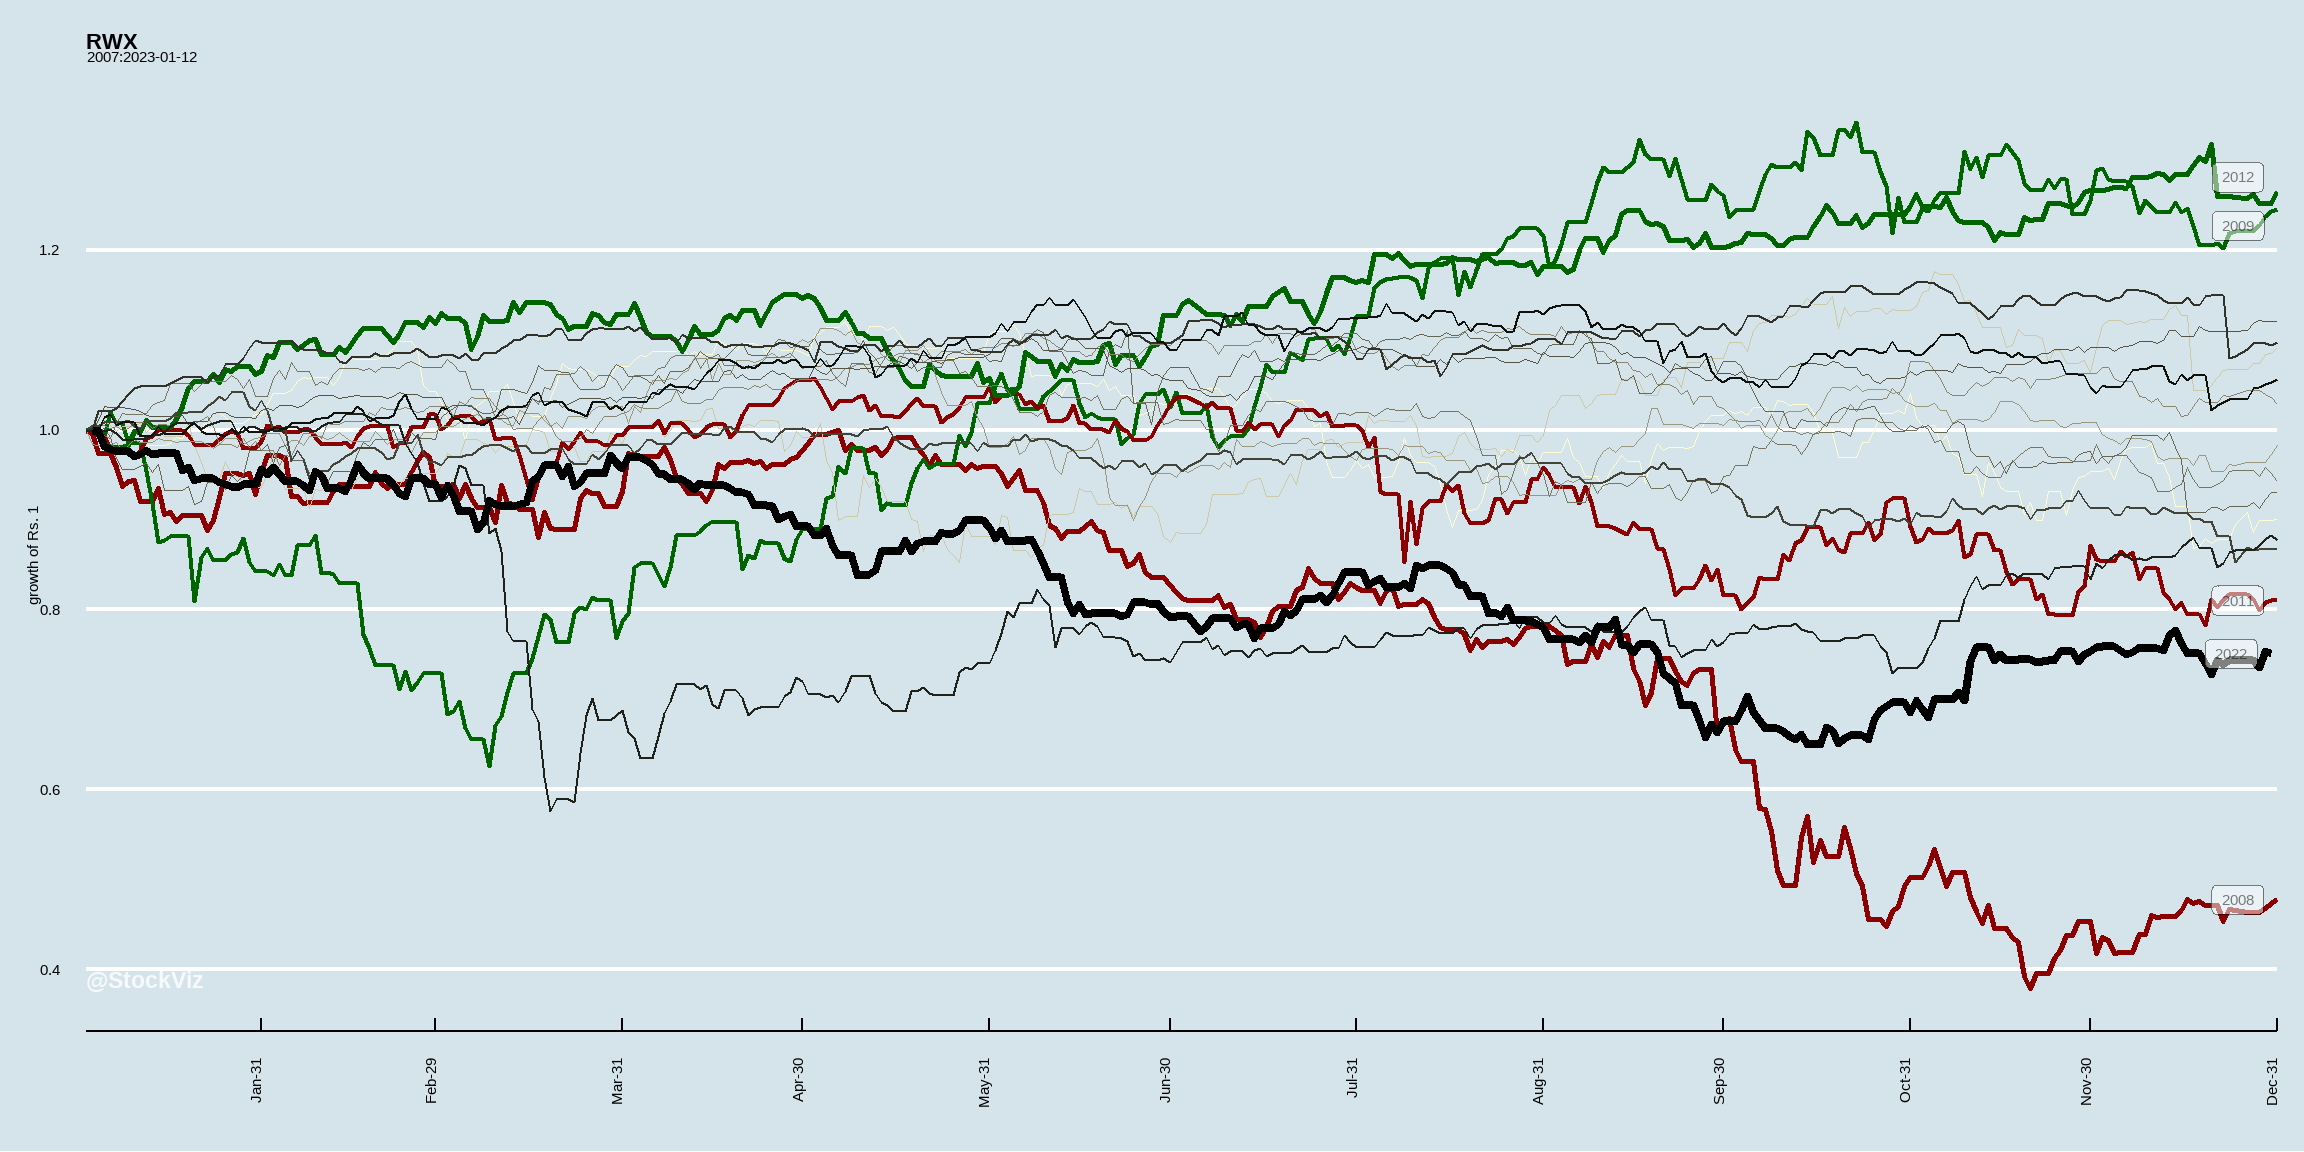 RWX
2007:2023-01-12
growth of Rs. 1
1.2
1.0
0.8
0.6
0.4
2012
2009
2011
2022
2008
@StockViz
Jan-31
Feb-29
Mar-31
Apr-30
May-31
Jun-30
Jul-31
Aug-31
Sep-30
Oct-31
Nov-30
Dec-31